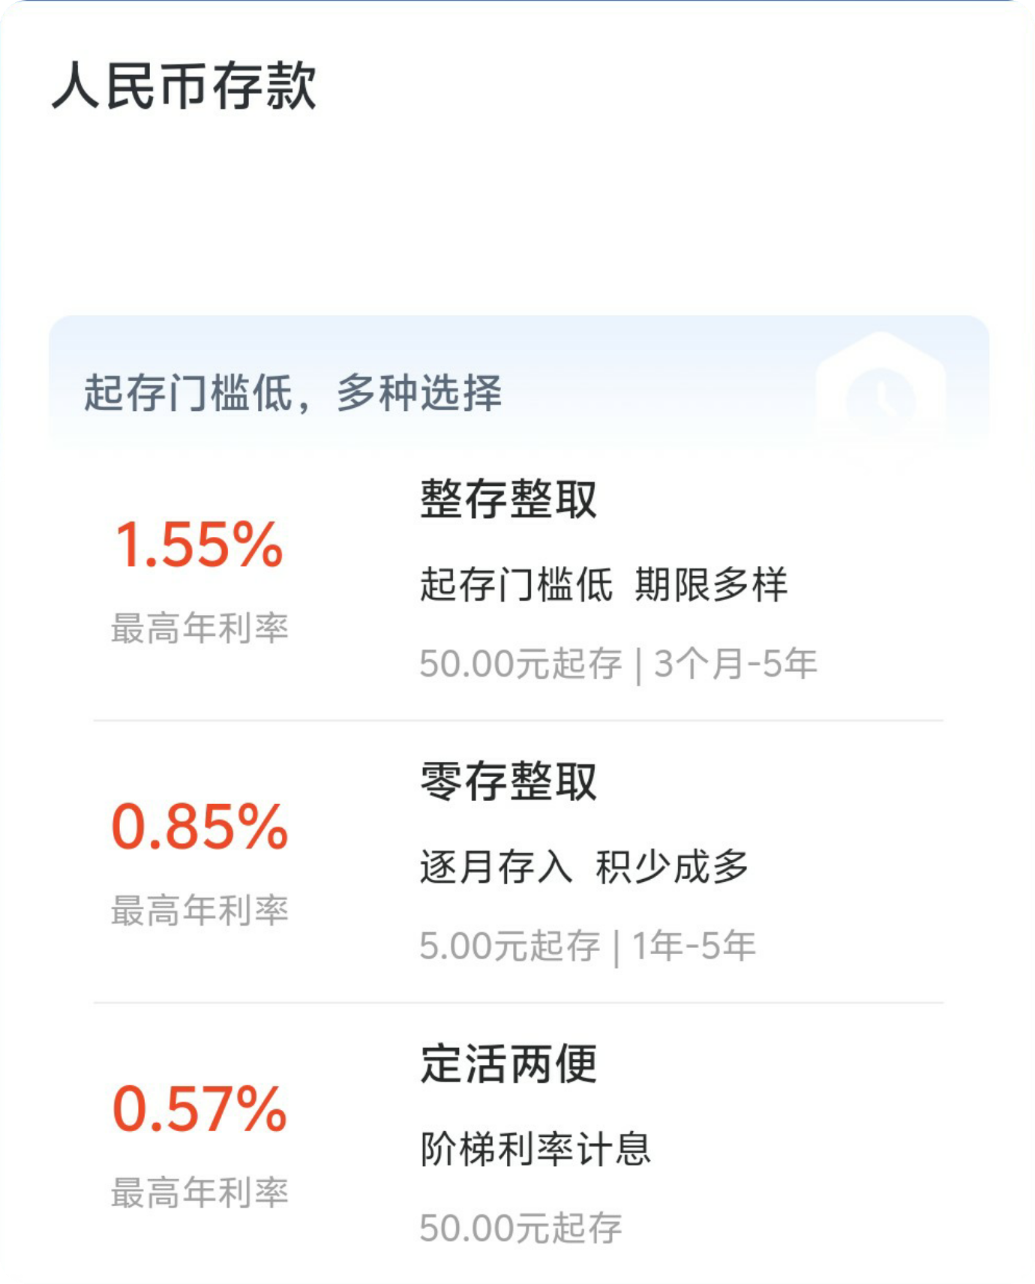 人民币存款
起存门槛低，多种选择
整存整取
1.55%
起存门槛低 期限多样
最高年利率
50.00元起存 | 3个月-5年
零存整取
0.85%
逐月存入 积少成多
最高年利率
5.00元起存 | 1年-5年
定活两便
0.57%
阶梯利率计息
最高年利率
50.00元起存